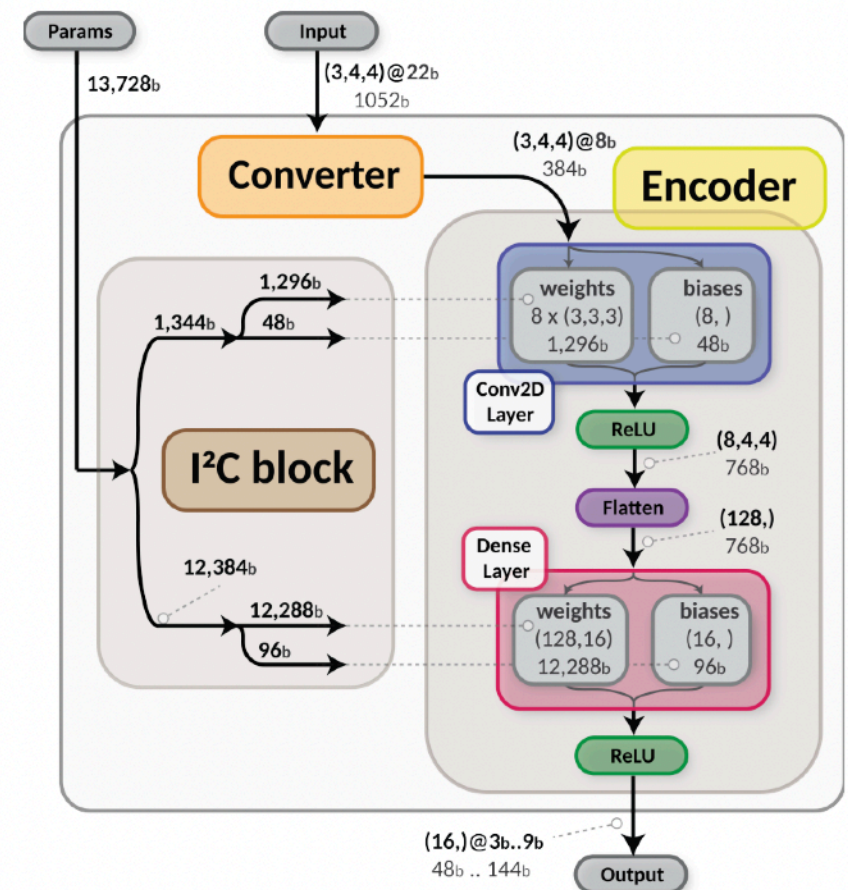 Params
Input
13,728b
(3,4,4)@22b
1052b
Converter
(3,4,4)@8b
384b
Encoder
1,296b
1,344b
48b
weights
8 x (3,3,3)
1,296b
biases
(8, )
48b
Conv2D
Layer
ReLU
(8,4,4)
768b
I²C block
Flatten
(128,)
768b
Dense
Layer
12,384b
12,288b
96b
weights
(128,16)
12,288b
biases
(16, )
96b
ReLU
(16,)@3b..9b
48b .. 144b
Output